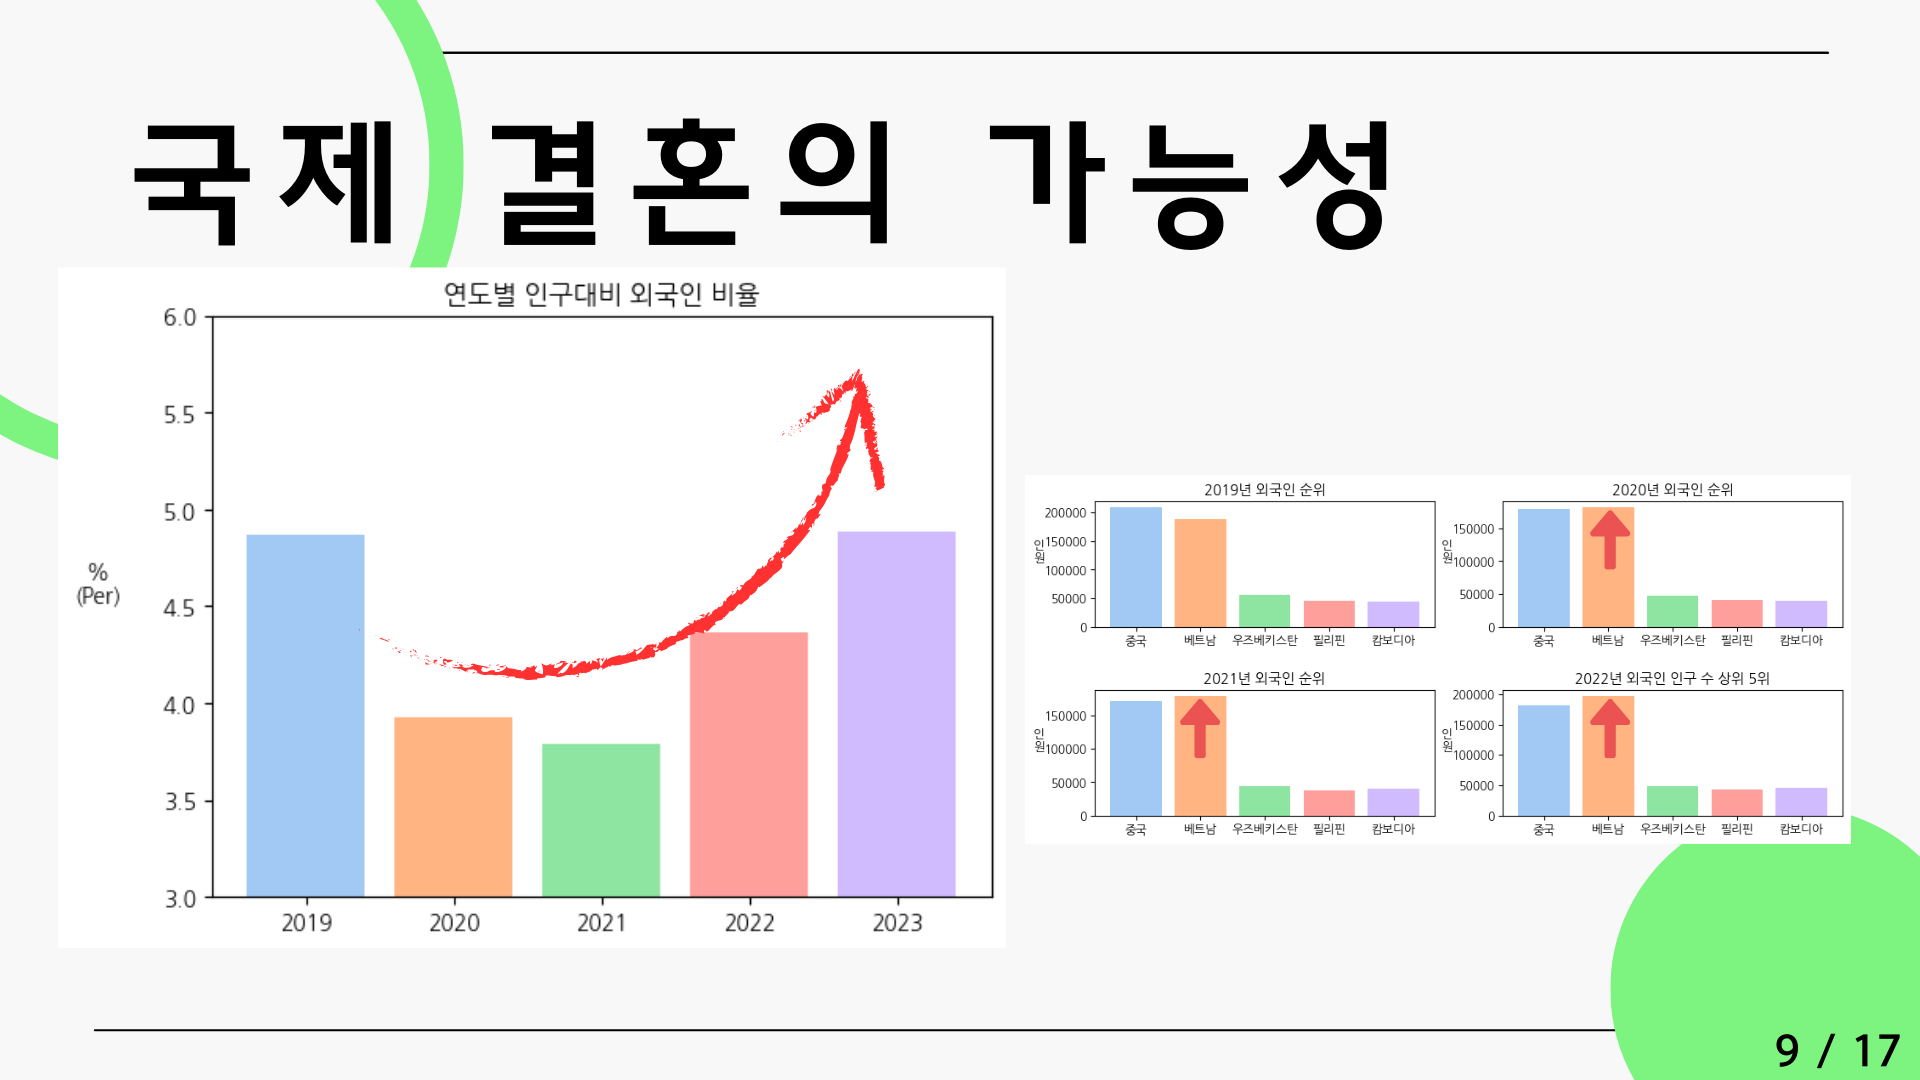 국제 결혼의 가능성
연도별 인구대비 외국인 비율
6.0
5.5
5.0
4.5
4.0
3.5
3.0
%
(Per)
2019 2020 2021 2022 2023
2019년 외국인 순위
200000
150000
100000
50000
0
인
원
중국 베트남 우즈베키스탄 필리핀 캄보디아
2020년 외국인 순위
150000
100000
50000
0
인
원
중국 베트남 우즈베키스탄 필리핀 캄보디아
2021년 외국인 순위
150000
100000
50000
0
인
원
중국 베트남 우즈베키스탄 필리핀 캄보디아
2022년 외국인 인구 수 상위 5위
200000
150000
100000
50000
0
인
원
중국 베트남 우즈베키스탄 필리핀 캄보디아
9 / 17